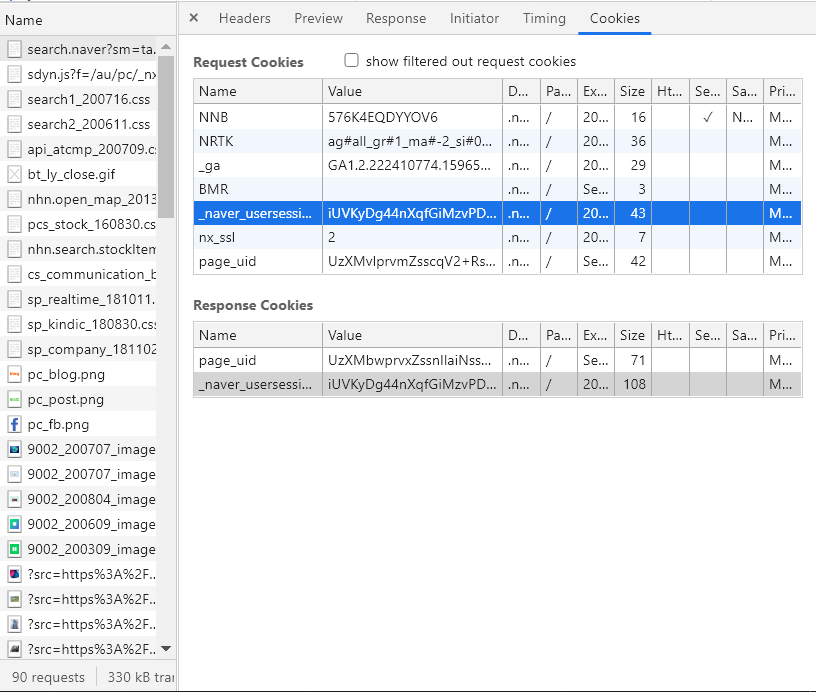 Name
search.naver?sm=ta.
sdyn.js?f=/au/pc/_nx
search1_200716.css
search2_200611.css
api_atcmp_200709.cs
bt_ly_close.gif
nhn.open_map_2013
pcs_stock_160830.css
nhn.search.stockItem
cs_communication_b
sp_realtime_181011.
sp_kindic_180830.css
sp_company_181102
pc_blog.png
pc_post.png
pc_fb.png
9002_200707_image
9002_200707_image
9002_200804_image
9002_200609_image
9002_200309_image
?src=https%3A%2F..
?src=https%3A%2F..
?src=https%3A%2F..
?src=https%3A%2F..
90 requests 330 kB tran
× Headers Preview Response Initiator Timing Cookies
Request Cookies show filtered out request cookies
Name Value D... Pa... Ex... Size Ht... Se... Sa... Pri...
NNB 576K4EQDYYOV6 .n... / 20... 16 ✓ N... M...
NRTK ag#all_gr#1_ma#-2_si#0... .n... / 20... 36 M...
_ga GA1.2.222410774.15965... .n... / 20... 29 M...
BMR .n... / Se... 3 M...
_naver_usersessi... iUVKyDg44nXqfGiMzvPD... .n... / 20... 43 M...
nx_ssl 2 .n... / 20... 7 M...
page_uid UzXMvlprvmZsscqV2+Rs... .n... / Se... 42 M...
Response Cookies
Name Value D... Pa... Ex... Size Ht... Se... Sa... Pri...
page_uid UzXMbwprvxZssnllaiNss... .n... / Se... 71 M...
_naver_usersessi... iUVKyDg44nXqfGiMzvPD... .n... / 20... 108 M...